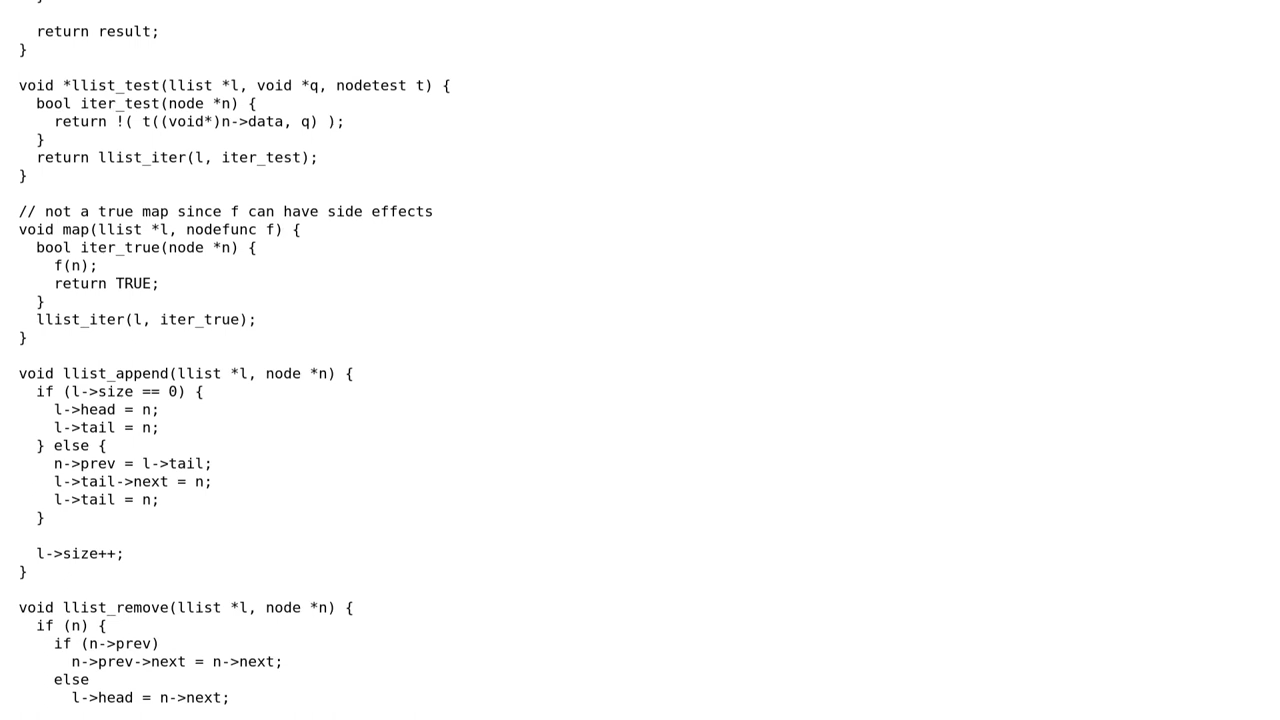 }

  return result;
}

void *llist_test(llist *l, void *q, nodetest t) {
  bool iter_test(node *n) {
    return !( t((void*)n->data, q) );
  }
  return llist_iter(l, iter_test);
}

// not a true map since f can have side effects
void map(llist *l, nodefunc f) {
  bool iter_true(node *n) {
    f(n);
    return TRUE;
  }
  llist_iter(l, iter_true);
}

void llist_append(llist *l, node *n) {
  if (l->size == 0) {
    l->head = n;
    l->tail = n;
  } else {
    n->prev = l->tail;
    l->tail->next = n;
    l->tail = n;
  }

  l->size++;
}

void llist_remove(llist *l, node *n) {
  if (n) {
    if (n->prev)
      n->prev->next = n->next;
    else
      l->head = n->next;